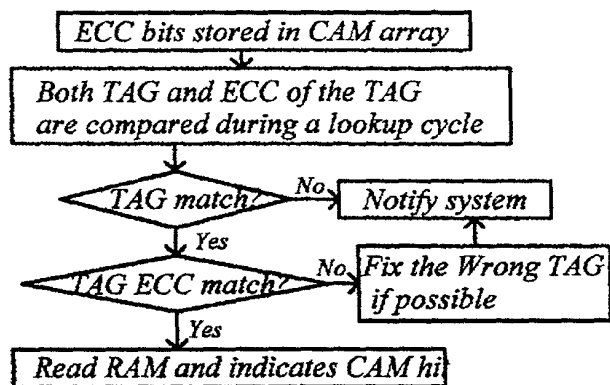 ECC bits stored in CAM array
Both TAG and ECC of the TAG
are compared during a lookup cycle
TAG match?
No
Notify system
Yes
TAG ECC match?
No
Fix the Wrong TAG
if possible
Yes
Read RAM and indicates CAM hi